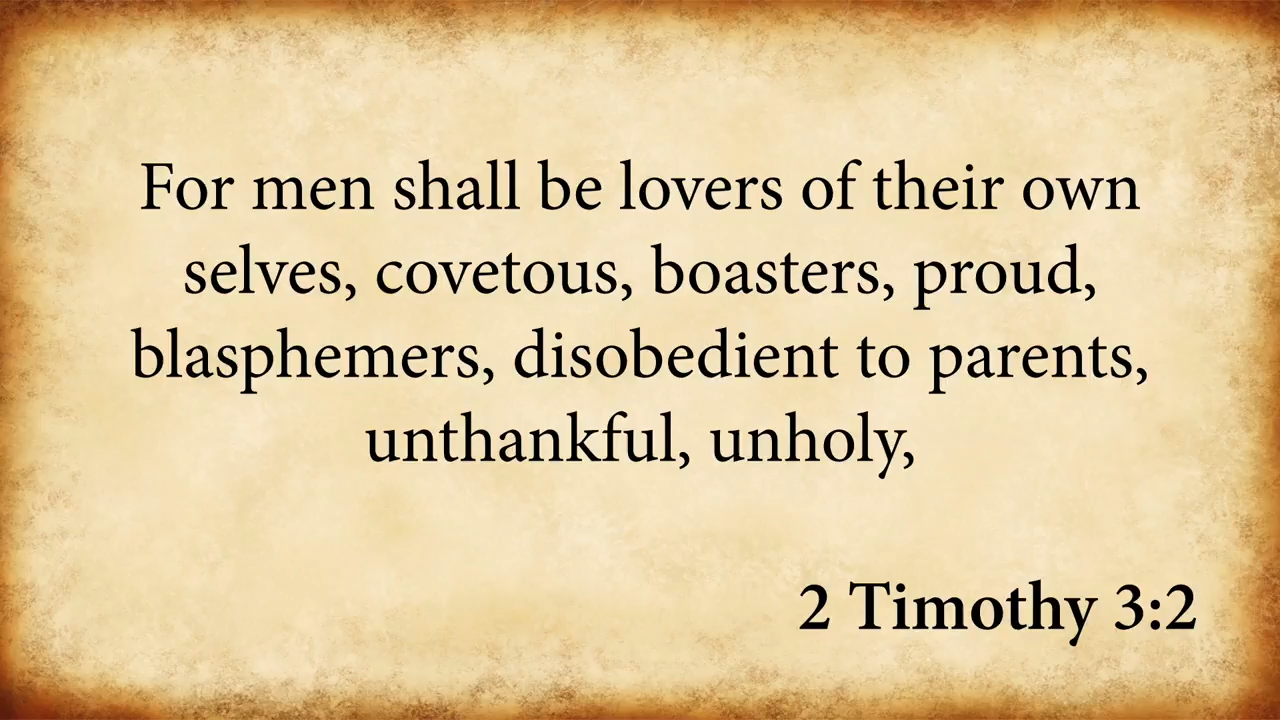 For men shall be lovers of their own
selves, covetous, boasters, proud,
blasphemers, disobedient to parents,
unthankful, unholy,
2 Timothy 3:2